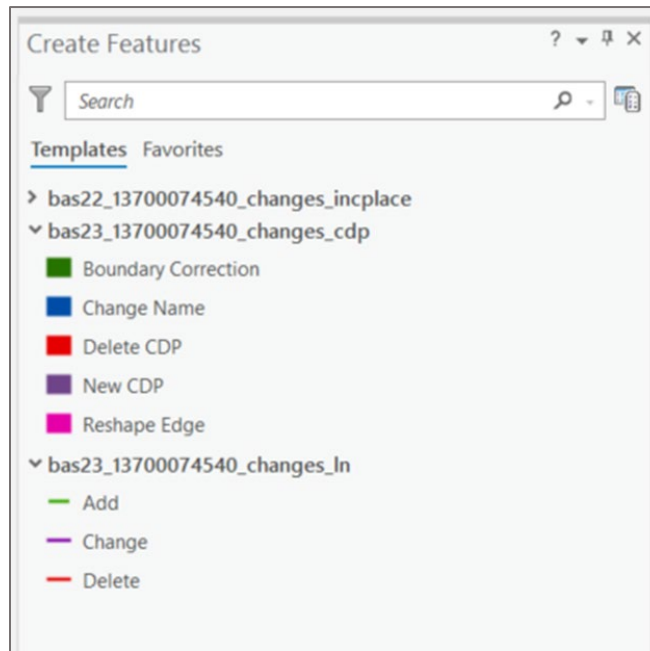 Create Features
?
Search
Templates Favorites
bas22_13700074540_changes_incplace
bas23_13700074540_changes_cdp
Boundary Correction
Change Name
Delete CDP
New CDP
Reshape Edge
bas23_13700074540_changes_ln
Add
Change
Delete